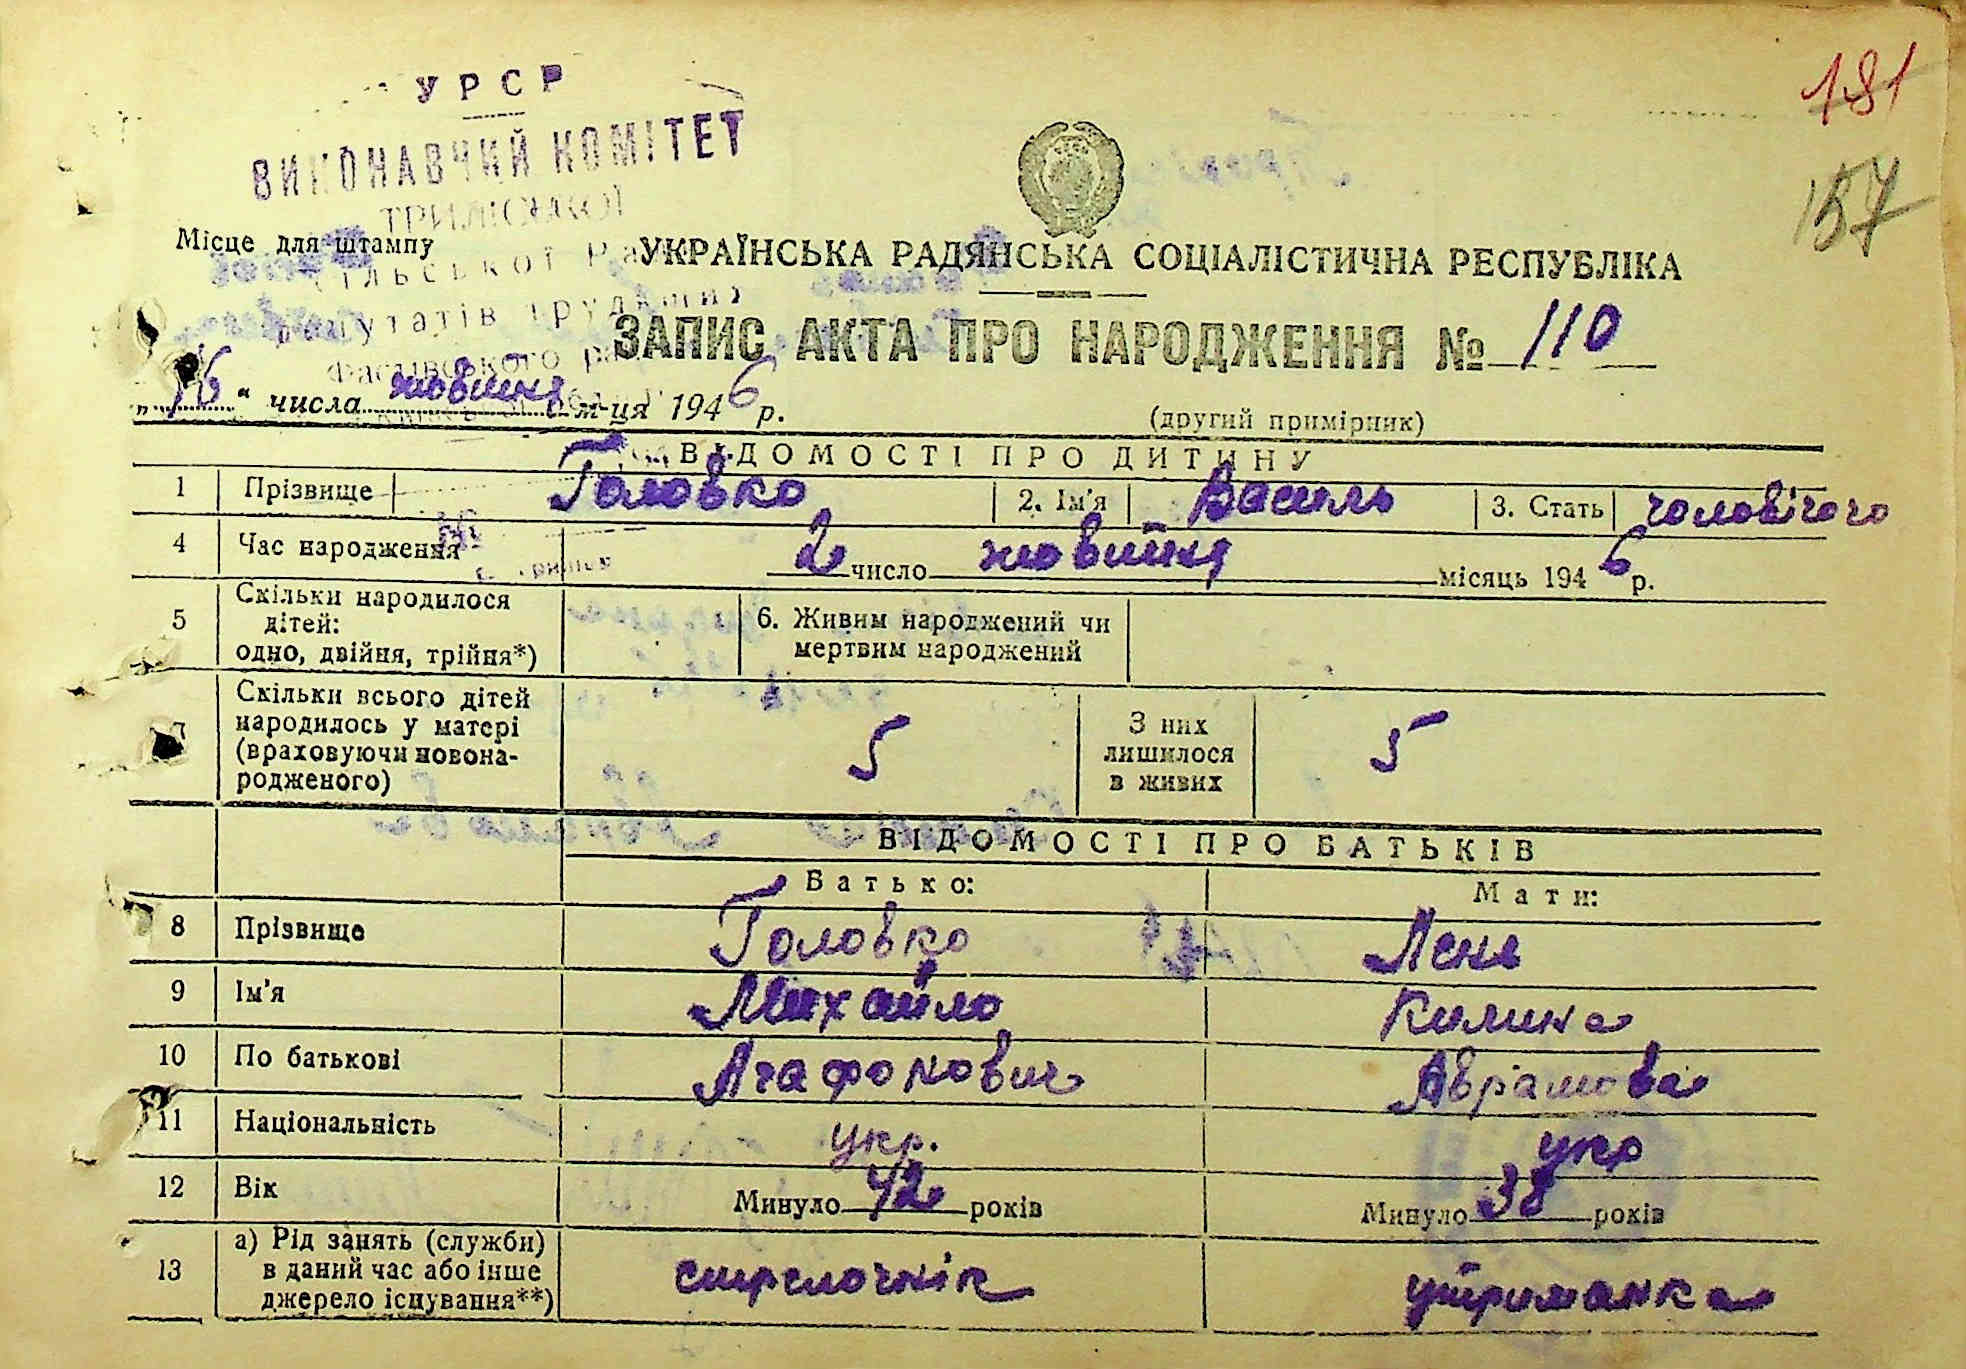 181
157
УРСР
ВИКОНАВЧИЙ КОМІТЕТ
ТРИЛІСЬКОЇ
Місце для штампу
УКРАЇНСЬКА РАДЯНСЬКА СОЦІАЛІСТИЧНА РЕСПУБЛІКА
депутатів трудящих
Фастівського
ЗАПИС АКТА ПРО НАРОДЖЕННЯ № 110
„16“ числа жовтня м-ця 1946 р.
(другий примірник)
ВІДОМОСТІ ПРО ДИТИНУ
1 Прізвище Головко 2. Ім'я Василь 3. Стать чоловічого
4 Час народження 2 число жовтня місяць 1946 р.
5 Скільки народилося
дітей:
одно, двійня, трійня*)
6. Живим народжений чи
мертвим народжений
7 Скільки всього дітей
народилось у матері
(враховуючи новона-
родженого)
5
З них
лишилося
в живих
5
ВІДОМОСТІ ПРО БАТЬКІВ
Батько: Мати:
8 Прізвище Головко Лень
9 Ім'я Михайло Килина
10 По батькові Агафонович Аврамова
11 Національність укр. укр
12 Вік Минуло 42 років Минуло 38 років
13 а) Рід занять (служби)
в даний час або інше
джерело існування**)
стрелочнік утриманка